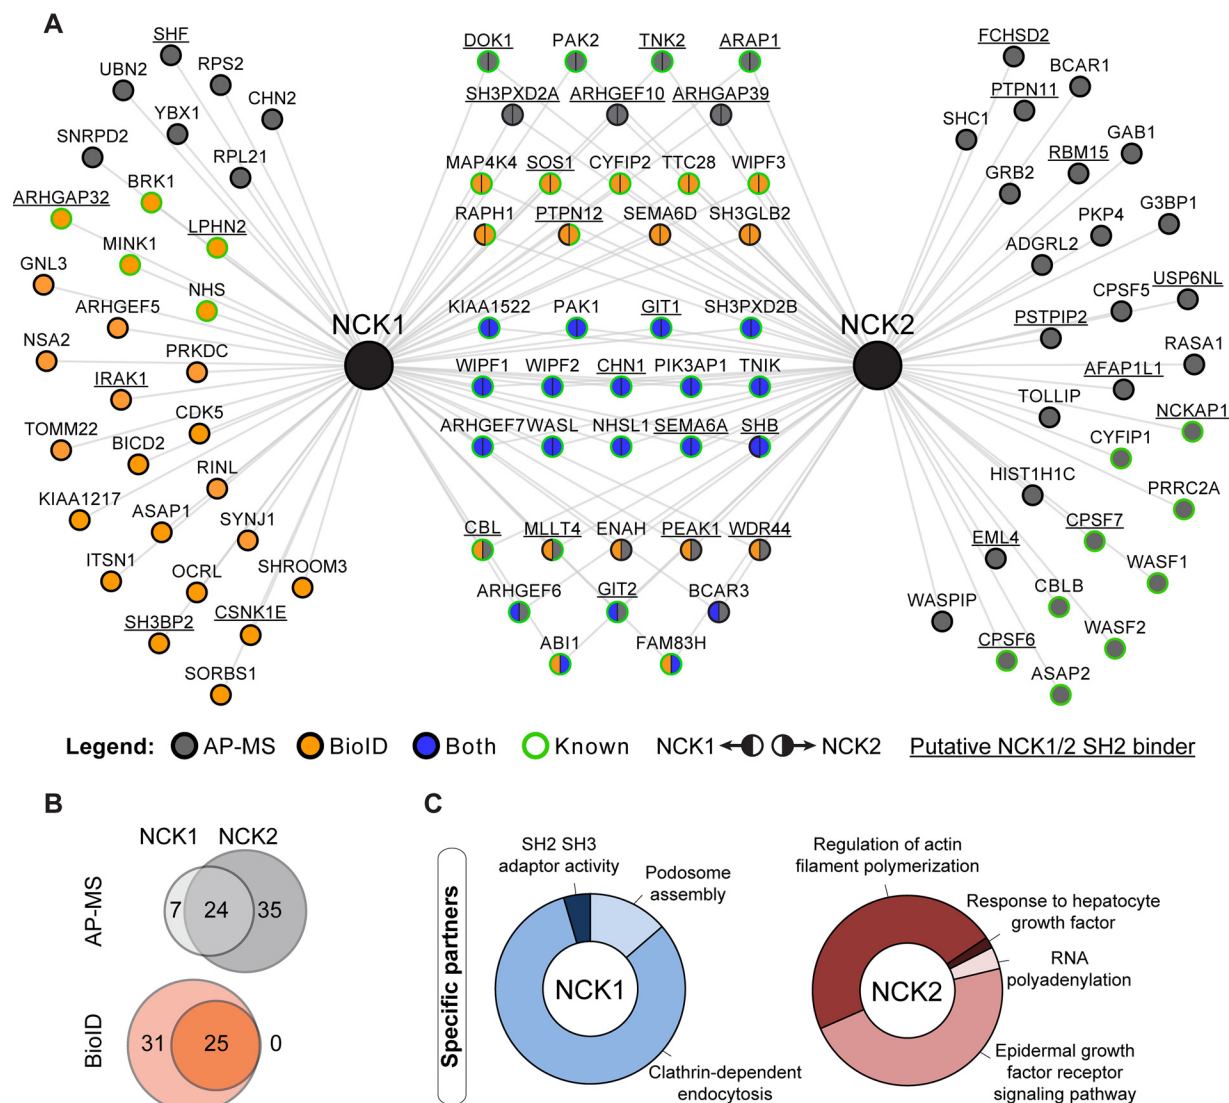 A
SHF
UBN2
RPS2
YBX1
CHN2
SNRPD2
RPL21
BRK1
ARHGAP32
LPHN2
MINK1
GNL3
NHS
ARHGEF5
NSA2
PRKDC
IRAK1
CDK5
TOMM22
BICD2
RINL
KIAA1217
ASAP1
SYNJ1
ITSN1
OCRL
SHROOM3
SH3BP2
CSNK1E
SORBS1
NCK1
DOK1 PAK2 TNK2 ARAP1
SH3PXD2A ARHGEF10 ARHGAP39
MAP4K4 SOS1 CYFIP2 TTC28 WIPF3
RAPH1 PTPN12 SEMA6D SH3GLB2
KIAA1522 PAK1 GIT1 SH3PXD2B
WIPF1 WIPF2 CHN1 PIK3AP1 TNIK
ARHGEF7 WASL NHSL1 SEMA6A SHB
CBL MLLT4 ENAH PEAK1 WDR44
ARHGEF6 GIT2 BCAR3
ABI1 FAM83H
NCK2
FCHSD2
BCAR1
PTPN11
SHC1
GAB1
RBM15
GRB2
G3BP1
PKP4
ADGRL2
USP6NL
CPSF5
PSTPIP2
RASA1
AFAP1L1
TOLLIP
NCKAP1
CYFIP1
HIST1H1C
PRRC2A
CPSF7
EML4
WASF1
CBLB
WASPIP
WASF2
CPSF6
ASAP2
Legend: AP-MS BioID Both Known NCK1 NCK2 Putative NCK1/2 SH2 binder
B
NCK1 NCK2
AP-MS
7 24 35
BioID
31 25 0
C
Specific partners
SH2 SH3
adaptor activity
Podosome
assembly
NCK1
Clathrin-dependent
endocytosis
Regulation of actin
filament polymerization
Response to hepatocyte
growth factor
RNA
polyadenylation
NCK2
Epidermal growth
factor receptor
signaling pathway